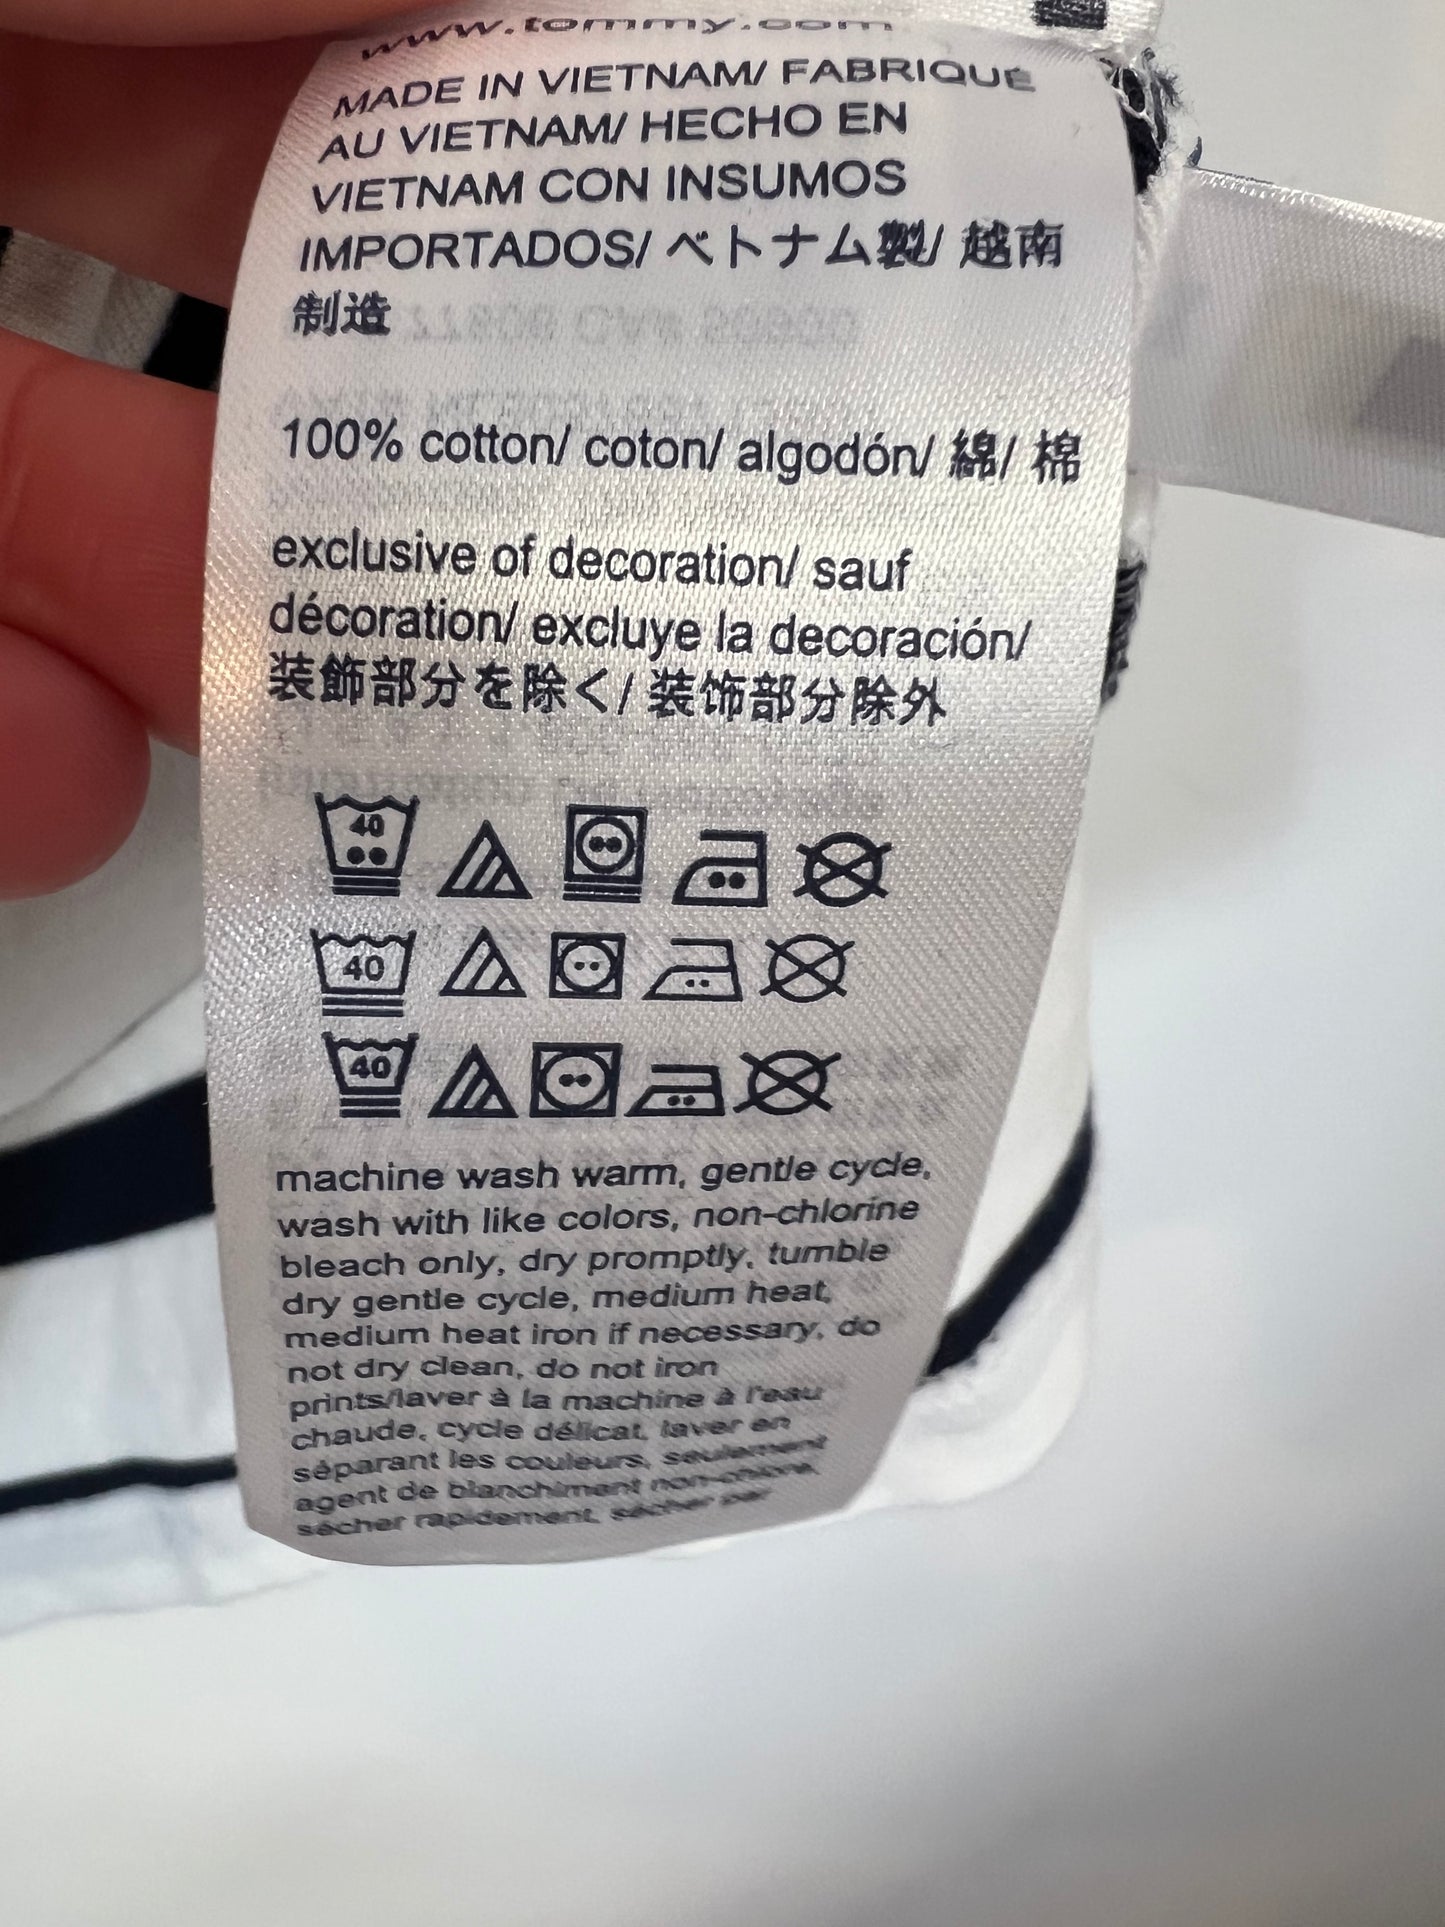 www.tommy.com
MADE IN VIETNAM/ FABRIQUÉ
AU VIETNAM/ HECHO EN
VIETNAM CON INSUMOS
IMPORTADOS/ ベトナム製/ 越南
制造
100% cotton/ coton/ algodón/ 綿/ 棉
exclusive of decoration/ sauf
décoration/ excluye la decoración/
装飾部分を除く/ 装饰部分除外
40
40
40
machine wash warm, gentle cycle,
wash with like colors, non-chlorine
bleach only, dry promptly, tumble
dry gentle cycle, medium heat,
medium heat iron if necessary, do
not dry clean, do not iron
prints/laver à la machine à l'eau
chaude, cycle délicat, laver en
séparant les couleurs, seulement
agent de blanchiment non-chloré,
sécher rapidement, sécher par